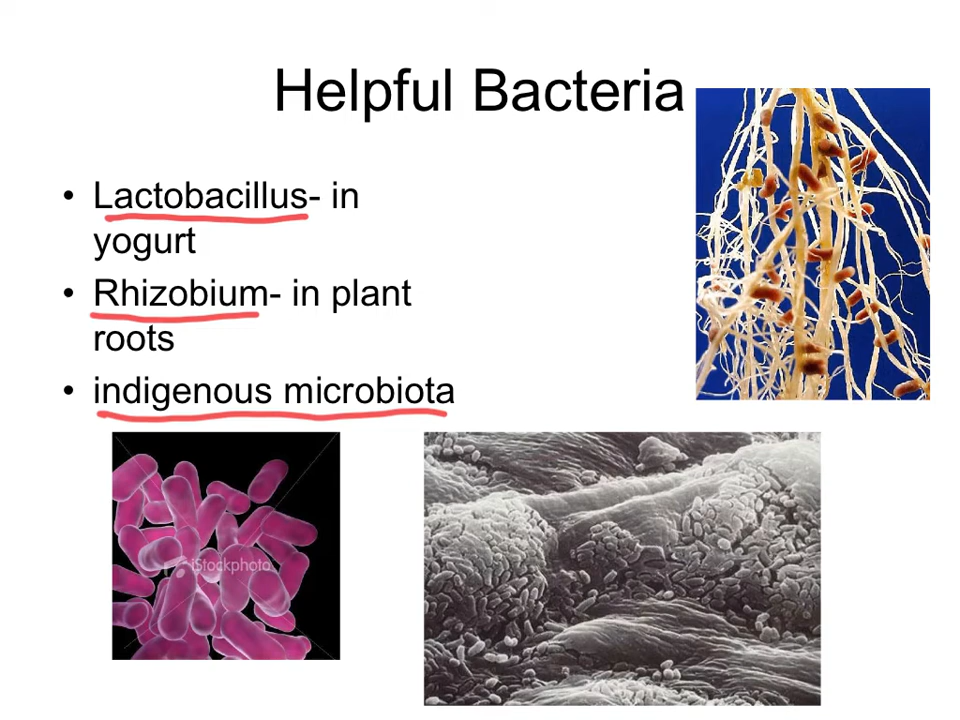 Helpful Bacteria
• Lactobacillus- in
yogurt
• Rhizobium- in plant
roots
• indigenous microbiota
iStockphoto